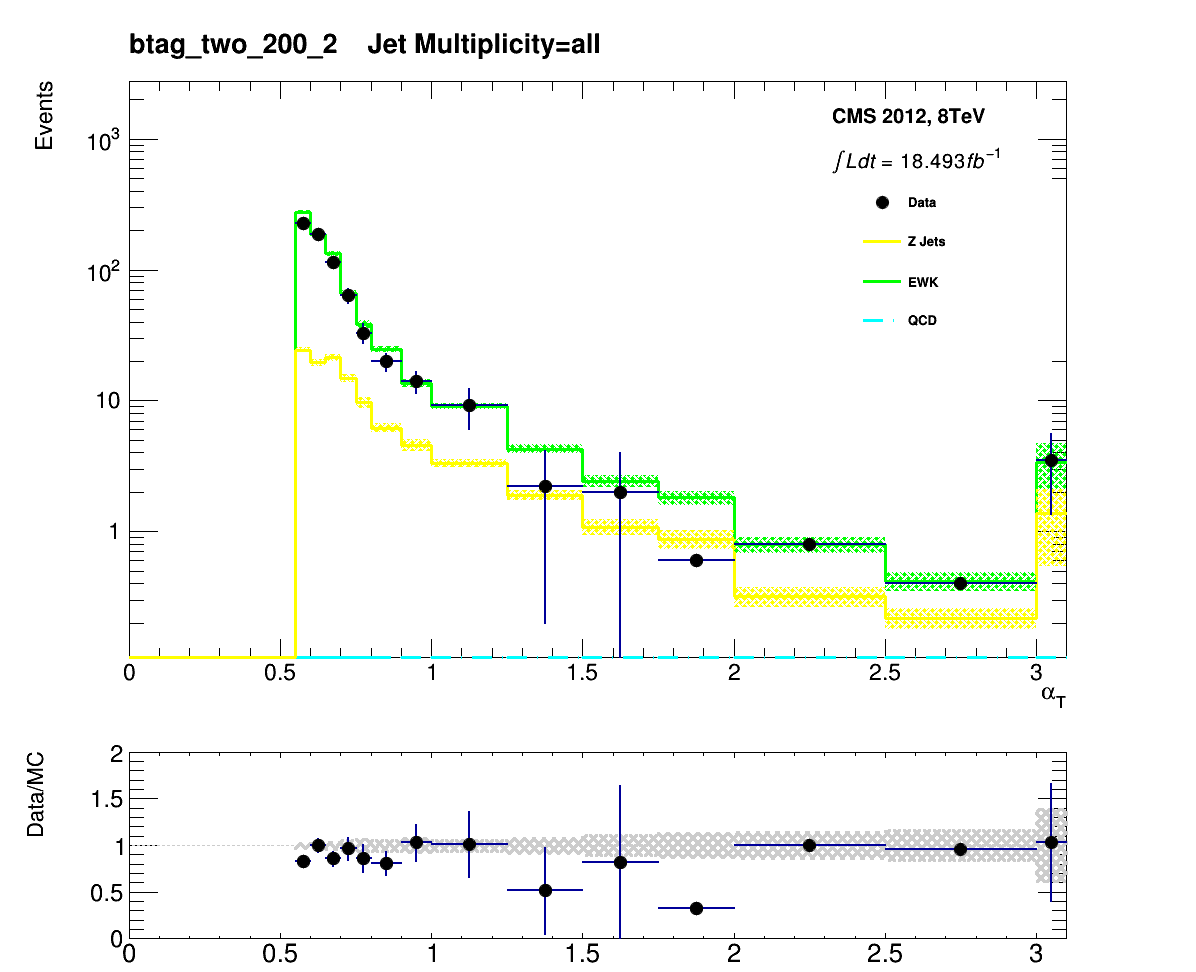 btag_two_200_2 Jet Multiplicity=all
Events
10³
10²
10
1
CMS 2012, 8TeV
∫Ldt = 18.493fb⁻¹
Data
Z Jets
EWK
QCD
0 0.5 1 1.5 2 2.5 3
α_T
Data/MC
2
1.5
1
0.5
0
0 0.5 1 1.5 2 2.5 3